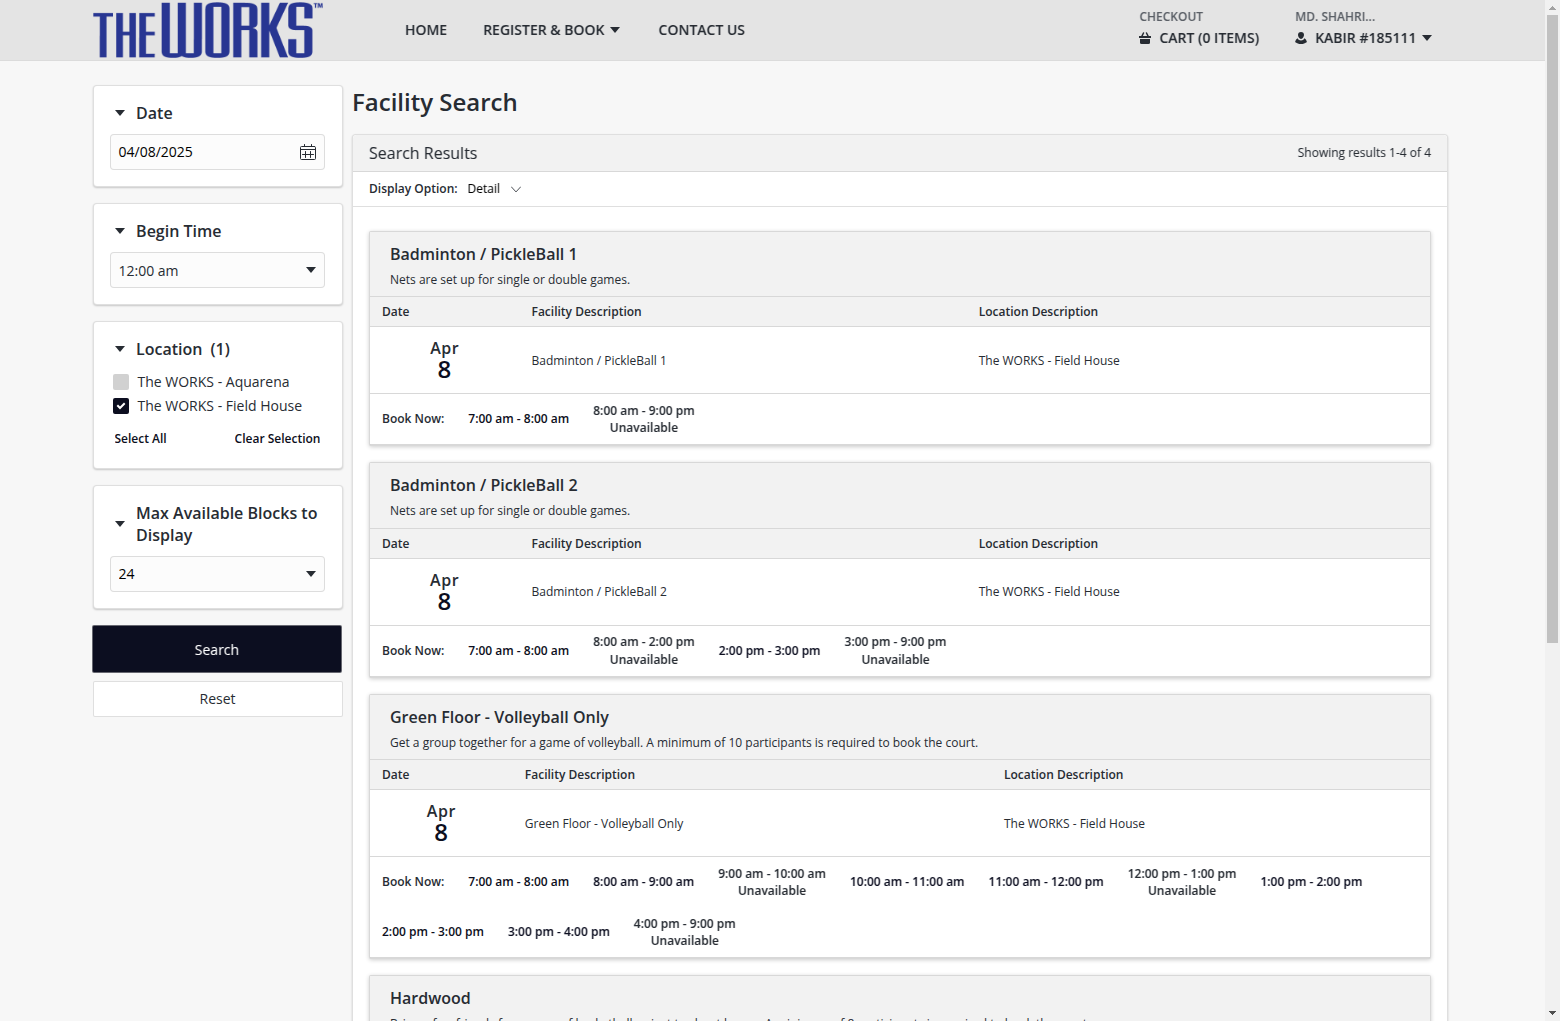 THE WORKS™
HOME
REGISTER & BOOK
CONTACT US
CHECKOUT
CART (0 ITEMS)
MD. SHAHRI...
KABIR #185111
Date
04/08/2025
Begin Time
12:00 am
Location (1)
The WORKS - Aquarena
The WORKS - Field House
Select All
Clear Selection
Max Available Blocks to
Display
24
Search
Reset
Facility Search
Search Results
Showing results 1-4 of 4
Display Option: Detail
Badminton / PickleBall 1
Nets are set up for single or double games.
Date Facility Description Location Description
Apr
8
Badminton / PickleBall 1
The WORKS - Field House
Book Now: 7:00 am - 8:00 am
8:00 am - 9:00 pm
Unavailable
Badminton / PickleBall 2
Nets are set up for single or double games.
Date Facility Description Location Description
Apr
8
Badminton / PickleBall 2
The WORKS - Field House
Book Now: 7:00 am - 8:00 am
8:00 am - 2:00 pm
Unavailable
2:00 pm - 3:00 pm
3:00 pm - 9:00 pm
Unavailable
Green Floor - Volleyball Only
Get a group together for a game of volleyball. A minimum of 10 participants is required to book the court.
Date Facility Description Location Description
Apr
8
Green Floor - Volleyball Only
The WORKS - Field House
Book Now: 7:00 am - 8:00 am
8:00 am - 9:00 am
9:00 am - 10:00 am
Unavailable
10:00 am - 11:00 am
11:00 am - 12:00 pm
12:00 pm - 1:00 pm
Unavailable
1:00 pm - 2:00 pm
2:00 pm - 3:00 pm
3:00 pm - 4:00 pm
4:00 pm - 9:00 pm
Unavailable
Hardwood